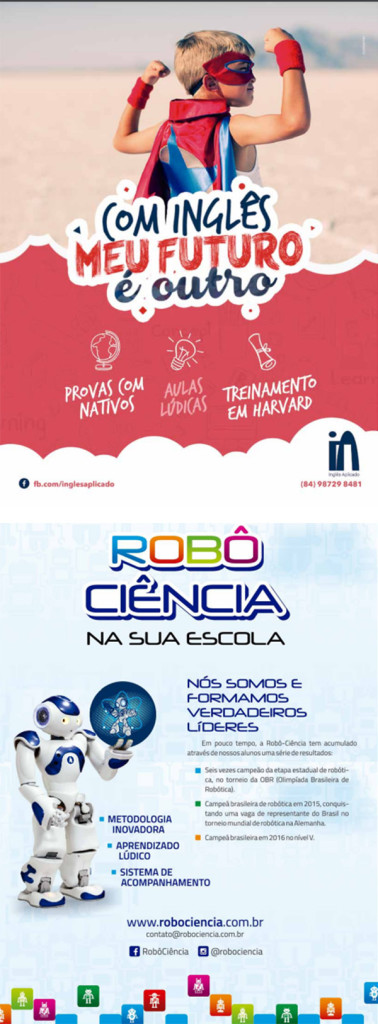 COM INGLÊS
MEU FUTURO
é outro
PROVAS COM
NATIVOS
AULAS
LÚDICAS
TREINAMENTO
EM HARVARD
in
Inglês Aplicado
fb.com/inglesaplicado
(84) 98729 8481
ROBÔ
CIÊNCIA
NA SUA ESCOLA
NÓS SOMOS E
FORMAMOS
VERDADEIROS
LÍDERES
Em pouco tempo, a Robô-Ciência tem acumulado
através de nossos alunos uma série de resultados:
Seis vezes campeão da etapa estadual de robóti-
ca, no torneio da OBR (Olimpíada Brasileira de
Robótica).
Campeã brasileira de robótica em 2015, conquis-
tando uma vaga de representante do Brasil no
torneio mundial de robótica na Alemanha.
Campeã brasileira em 2016 no nível V.
METODOLOGIA
INOVADORA
APRENDIZADO
LÚDICO
SISTEMA DE
ACOMPANHAMENTO
www.robociencia.com.br
contato@robociencia.com.br
RobôCiência
@robociencia